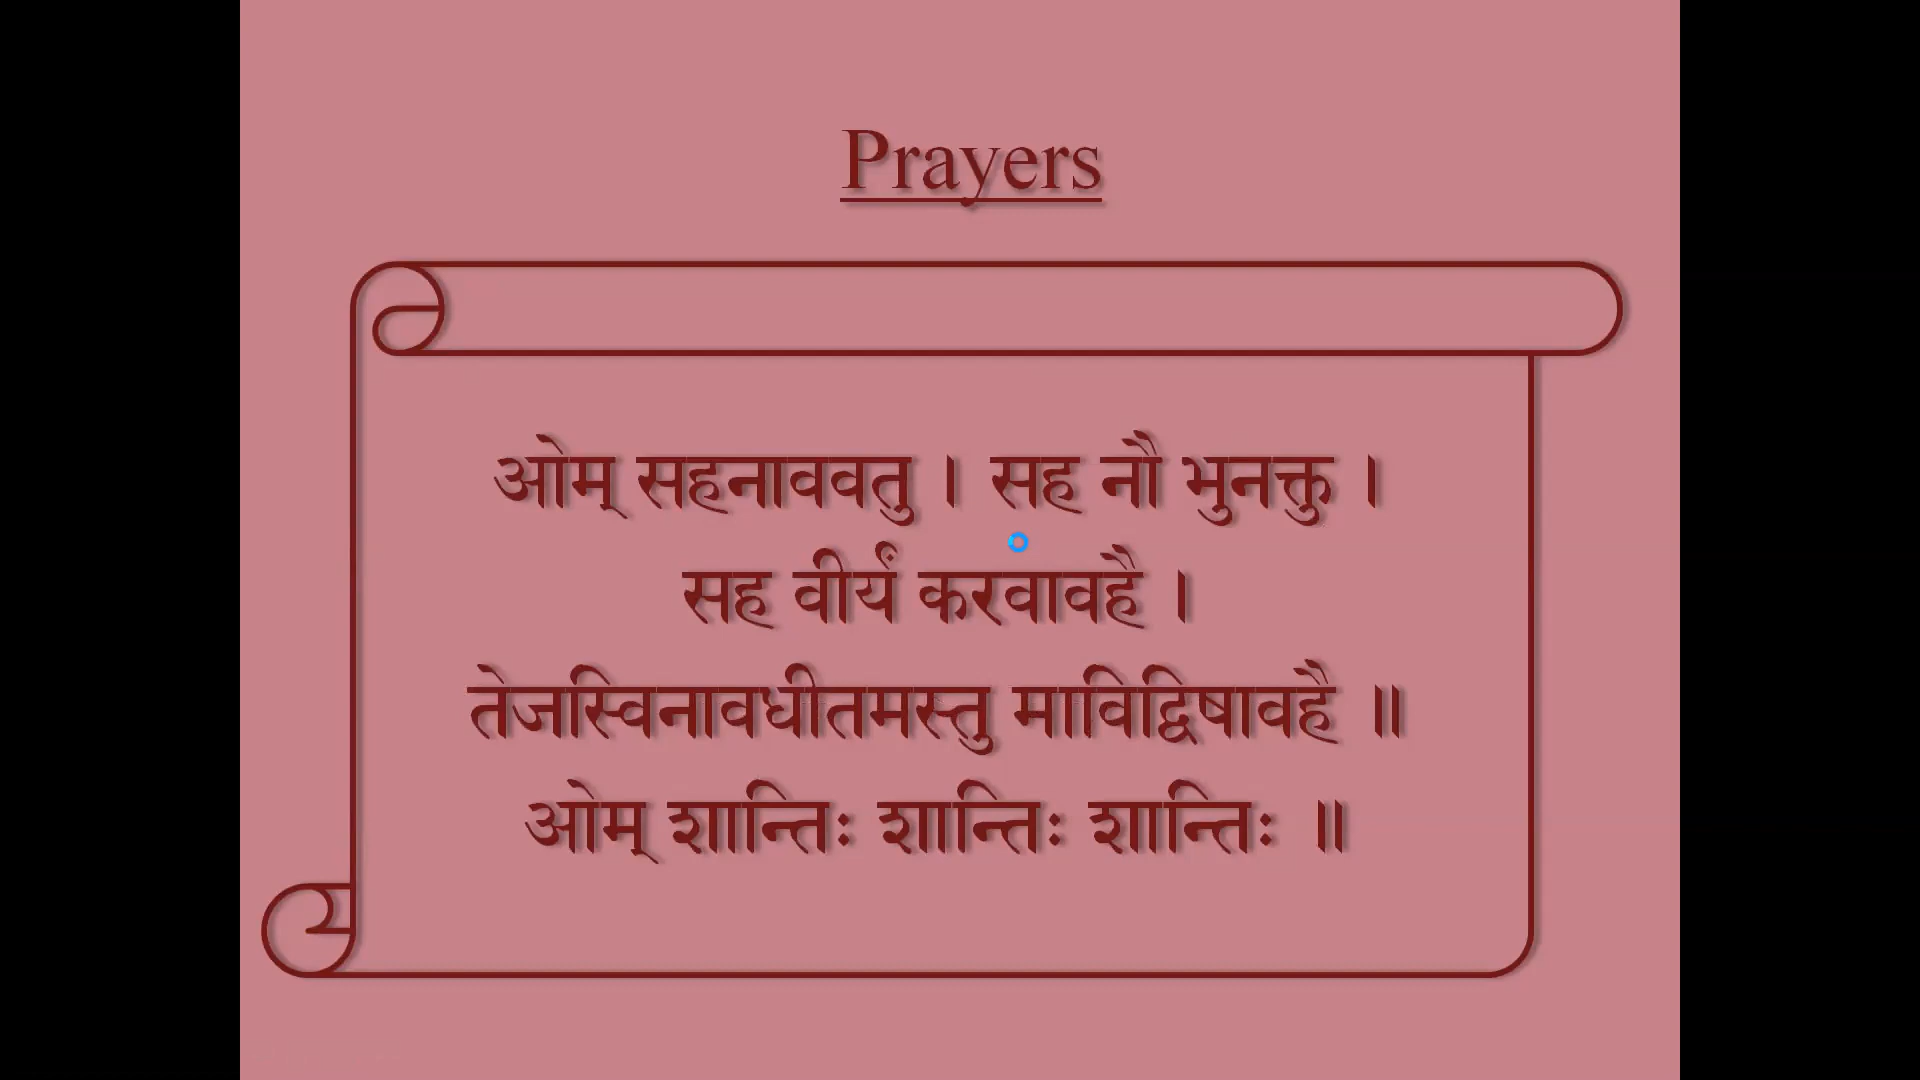 Prayers
ओम् सहनाववतु । सह नौ भुनक्तु ।
सह वीर्यं करवावहै ।
तेजस्विनावधीतमस्तु माविद्विषावहै ॥
ओम् शान्तिः शान्तिः शान्तिः ॥